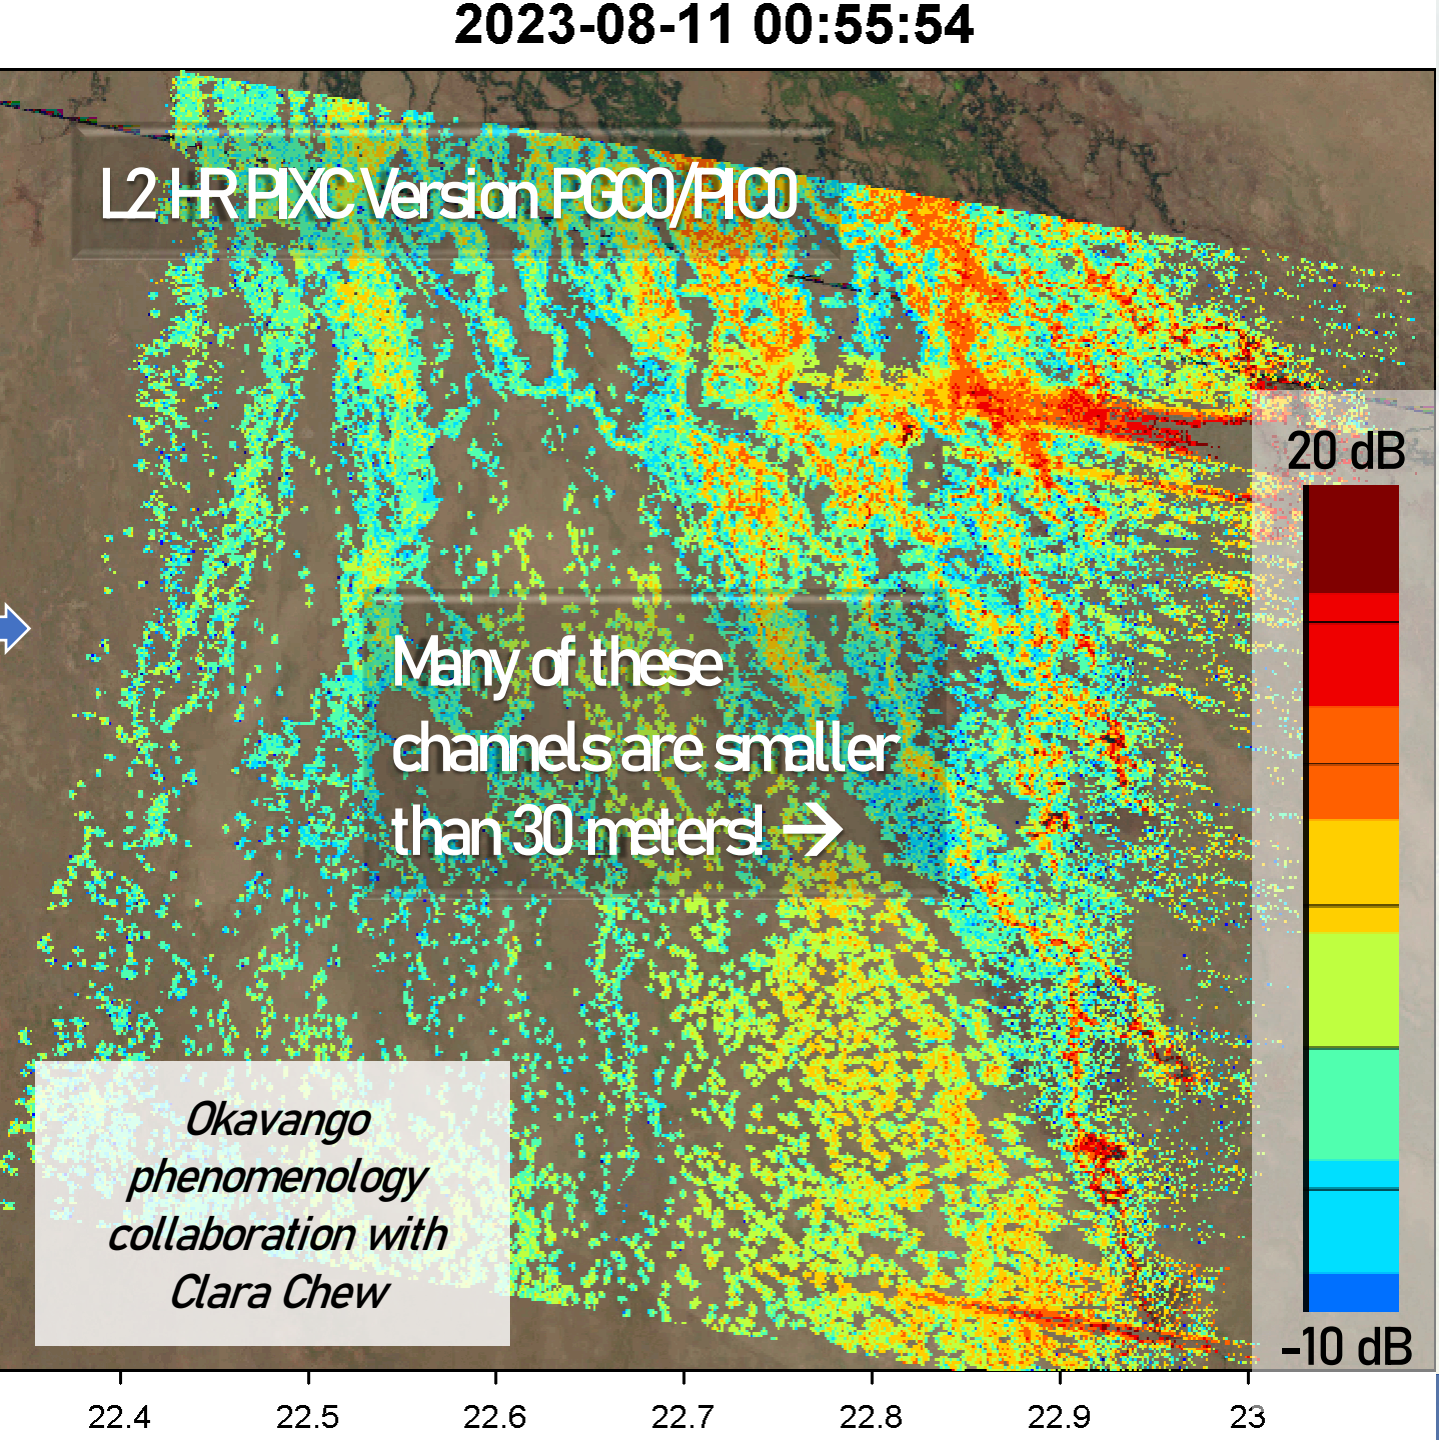 2023-08-11 00:55:54
L2 HR PIXC Version PGC0/PIC0
Many of these
channels are smaller
than 30 meters! →
20 dB
-10 dB
Okavango
phenomenology
collaboration with
Clara Chew
22.4 22.5 22.6 22.7 22.8 22.9 23